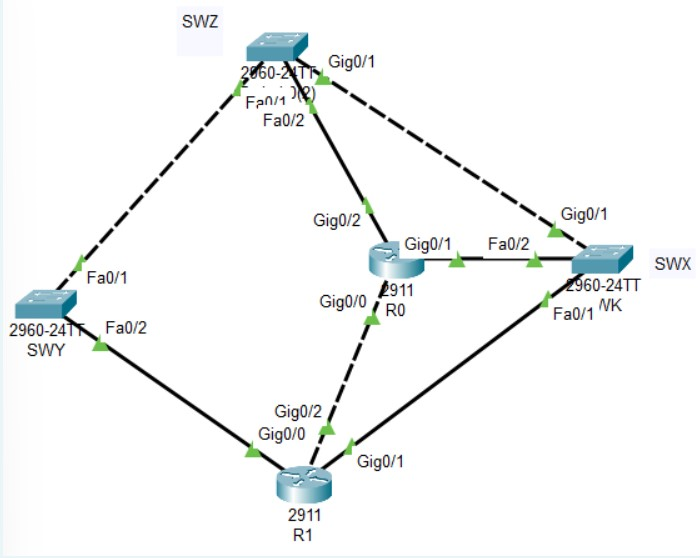 SWZ
Gig0/1
2960-24TT
Fa0/1
Fa0/2
Gig0/2
Gig0/1
Gig0/1
Fa0/2
SWX
Fa0/1
2960-24TT
2911
R0
Gig0/0
Fa0/1
2960-24TT
SWY
Fa0/2
Gig0/2
Gig0/0
Gig0/1
2911
R1